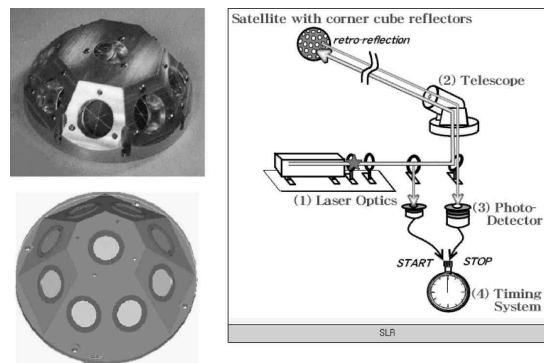 Satellite with corner cube reflectors
retro-reflection
(2) Telescope
(1) Laser Optics
(3) Photo-
Detector
START
STOP
(4) Timing
System
SLR